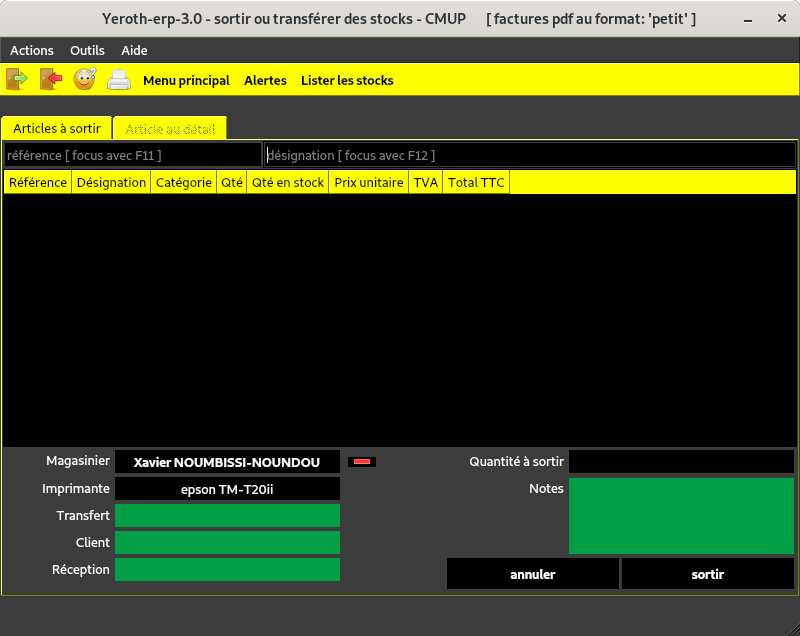 Yeroth-erp-3.0 - sortir ou transférer des stocks - CMUP [ factures pdf au format: 'petit' ]
Actions Outils Aide
Menu principal Alertes Lister les stocks
Articles à sortir Article au détail
référence [ focus avec F11 ] désignation [ focus avec F12 ]
Référence Désignation Catégorie Qté Qté en stock Prix unitaire TVA Total TTC
Magasinier Xavier NOUMBISSI-NOUNDOU Quantité à sortir
Imprimante epson TM-T20ii Notes
Transfert
Client
Réception
annuler sortir